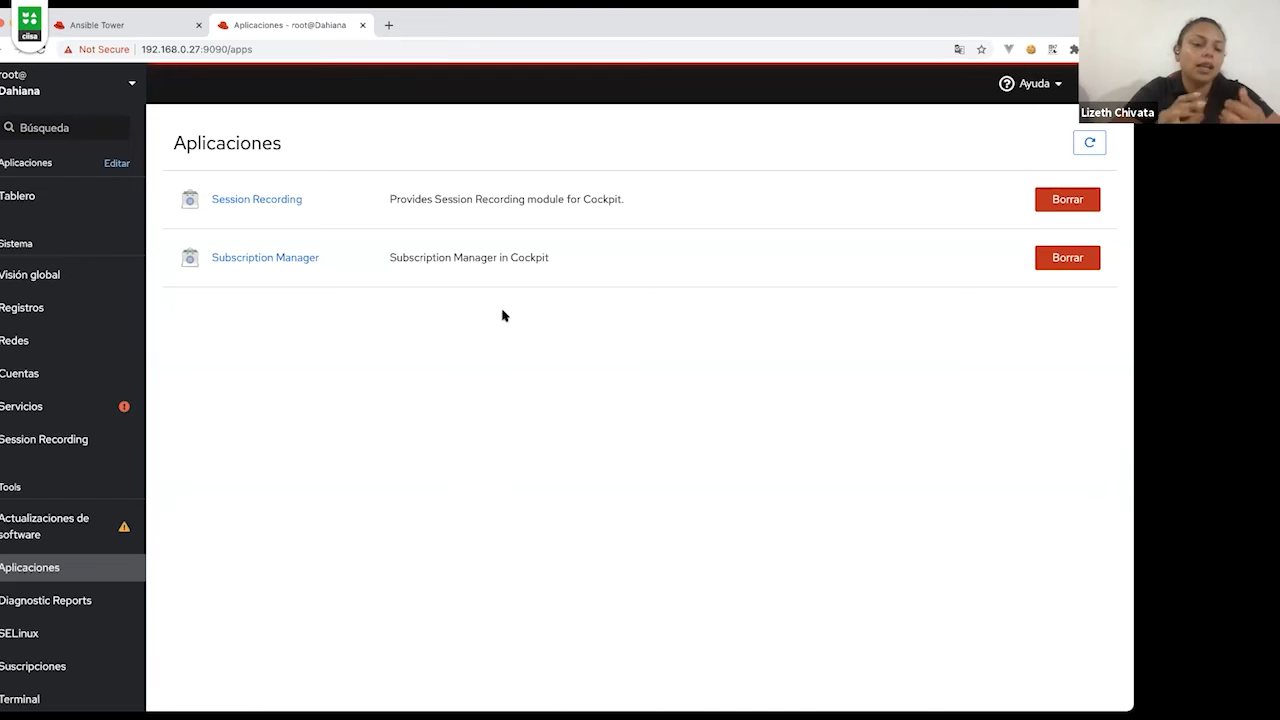 clisa
Ansible Tower
Aplicaciones - root@Dahiana
Not Secure
192.168.0.27:9090/apps
root@
Dahiana
Ayuda
Lizeth Chivata
Búsqueda
Aplicaciones
Editar
Tablero
Sistema
Visión global
Registros
Redes
Cuentas
Servicios
Session Recording
Tools
Actualizaciones de
software
Aplicaciones
Diagnostic Reports
SELinux
Suscripciones
Terminal
Aplicaciones
Session Recording
Provides Session Recording module for Cockpit.
Borrar
Subscription Manager
Subscription Manager in Cockpit
Borrar